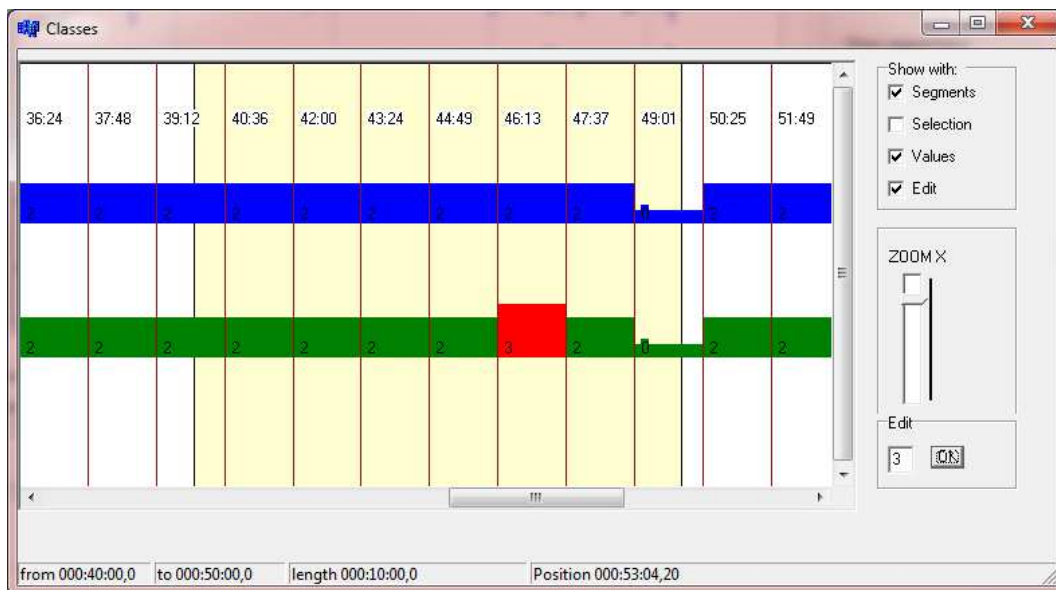 Classes
36:24 37:48 39:12 40:36 42:00 43:24 44:49 46:13 47:37 49:01 50:25 51:49
2 2 2 2 2 2 2 2 2 0 2 2
2 2 2 2 2 2 2 3 2 0 2 2
Show with:
Segments
Selection
Values
Edit
ZOOM X
Edit
3 OK
from 000:40:00,0 to 000:50:00,0 length 000:10:00,0 Position 000:53:04,20